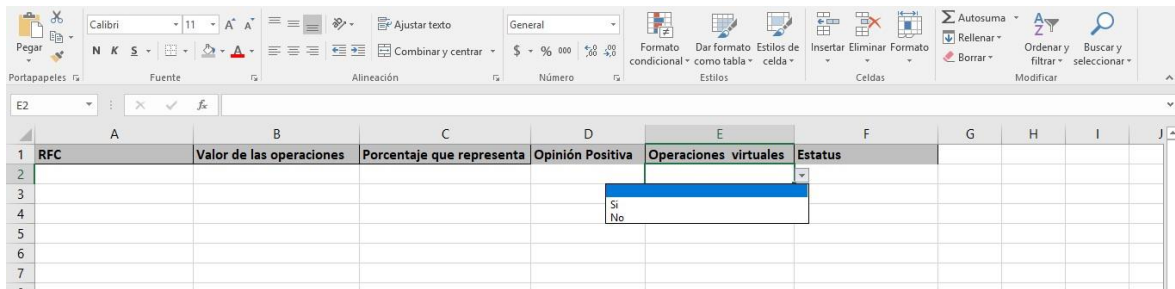 Calibri 11 A A Ajustar texto General Autosuma
Rellenar
Borrar
Pegar N K S A Combinar y centrar $ % 000
Formato condicional Dar formato como tabla Estilos de celda Insertar Eliminar Formato
Ordenar y filtrar Buscar y seleccionar
Portapapeles Fuente Alineación Número Estilos Celdas Modificar
E2 fx
A B C D E F G H I J
1 RFC Valor de las operaciones Porcentaje que representa Opinión Positiva Operaciones virtuales Estatus
2
3
Si
4
No
5
6
7